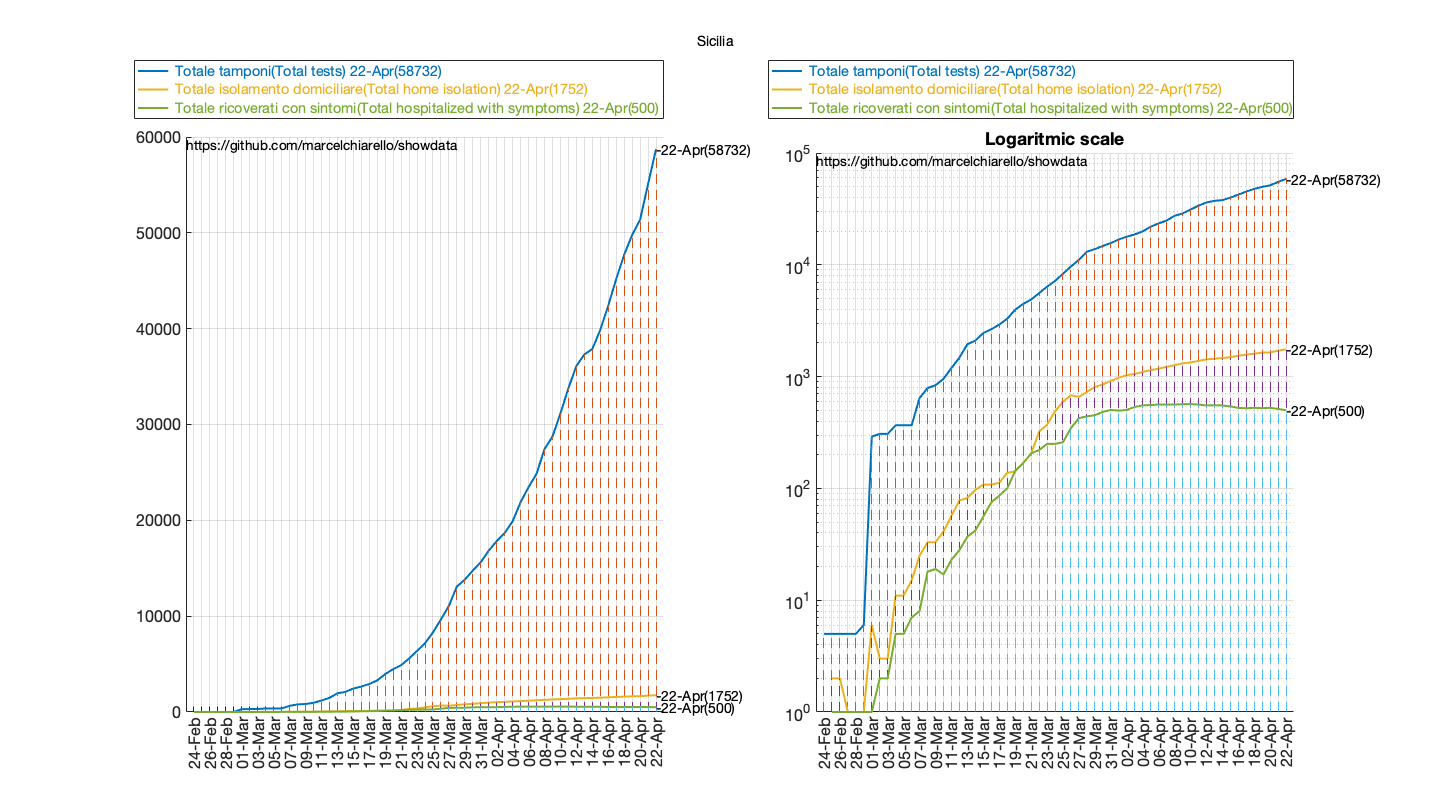 Sicilia
Totale tamponi(Total tests) 22-Apr(58732)
Totale isolamento domiciliare(Total home isolation) 22-Apr(1752)
Totale ricoverati con sintomi(Total hospitalized with symptoms) 22-Apr(500)
60000
50000
40000
30000
20000
10000
0
https://github.com/marcelchiarello/showdata
22-Apr(58732)
22-Apr(1752)
22-Apr(500)
24-Feb
26-Feb
28-Feb
01-Mar
03-Mar
05-Mar
07-Mar
09-Mar
11-Mar
13-Mar
15-Mar
17-Mar
19-Mar
21-Mar
23-Mar
25-Mar
27-Mar
29-Mar
31-Mar
02-Apr
04-Apr
06-Apr
08-Apr
10-Apr
12-Apr
14-Apr
16-Apr
18-Apr
20-Apr
22-Apr
Totale tamponi(Total tests) 22-Apr(58732)
Totale isolamento domiciliare(Total home isolation) 22-Apr(1752)
Totale ricoverati con sintomi(Total hospitalized with symptoms) 22-Apr(500)
Logaritmic scale
10^5
10^4
10^3
10^2
10^1
10^0
https://github.com/marcelchiarello/showdata
22-Apr(58732)
22-Apr(1752)
22-Apr(500)
24-Feb
26-Feb
28-Feb
01-Mar
03-Mar
05-Mar
07-Mar
09-Mar
11-Mar
13-Mar
15-Mar
17-Mar
19-Mar
21-Mar
23-Mar
25-Mar
27-Mar
29-Mar
31-Mar
02-Apr
04-Apr
06-Apr
08-Apr
10-Apr
12-Apr
14-Apr
16-Apr
18-Apr
20-Apr
22-Apr